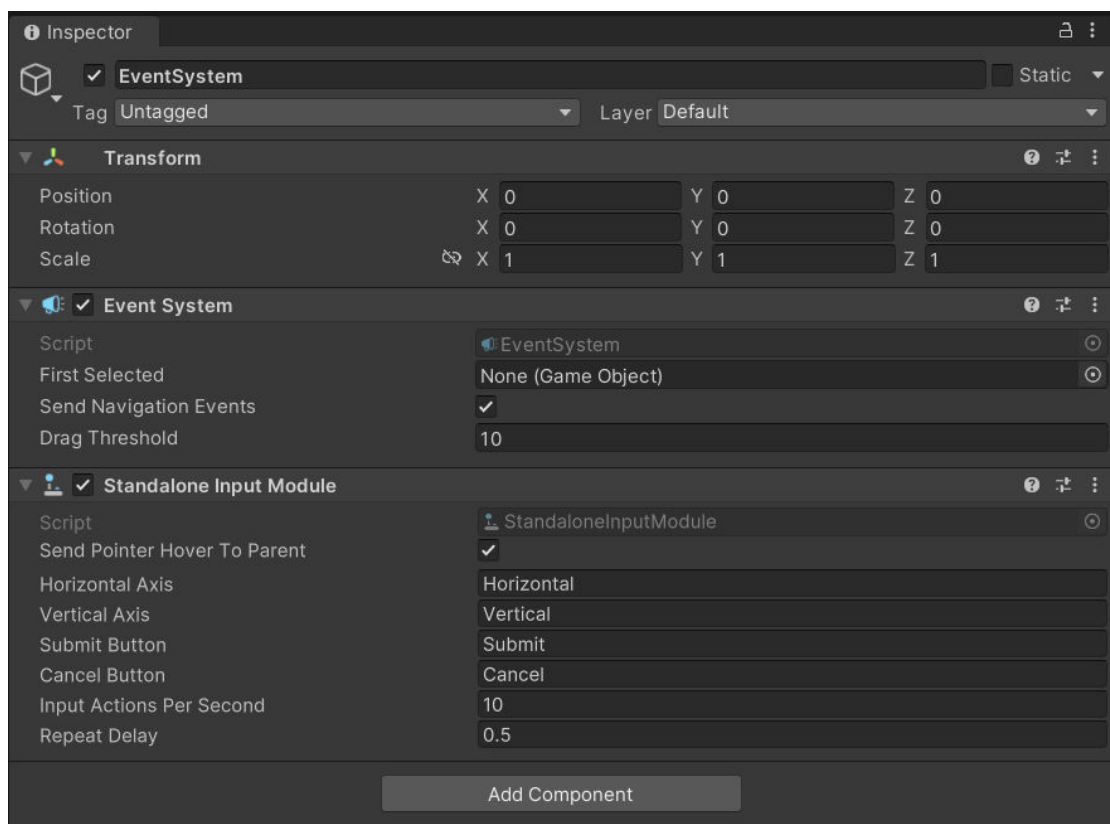 Inspector
EventSystem Static
Tag Untagged Layer Default
Transform
Position X 0 Y 0 Z 0
Rotation X 0 Y 0 Z 0
Scale X 1 Y 1 Z 1
Event System
Script EventSystem
First Selected None (Game Object)
Send Navigation Events
Drag Threshold 10
Standalone Input Module
Script StandaloneInputModule
Send Pointer Hover To Parent
Horizontal Axis Horizontal
Vertical Axis Vertical
Submit Button Submit
Cancel Button Cancel
Input Actions Per Second 10
Repeat Delay 0.5
Add Component